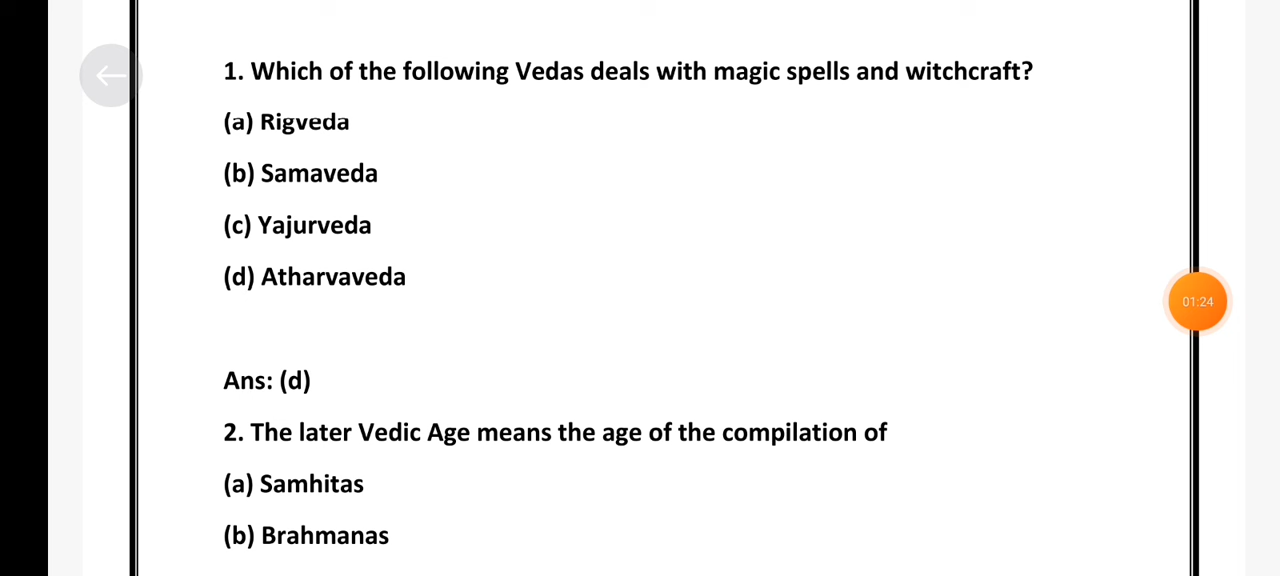 1. Which of the following Vedas deals with magic spells and witchcraft?
(a) Rigveda
(b) Samaveda
(c) Yajurveda
(d) Atharvaveda
01:24
Ans: (d)
2. The later Vedic Age means the age of the compilation of
(a) Samhitas
(b) Brahmanas